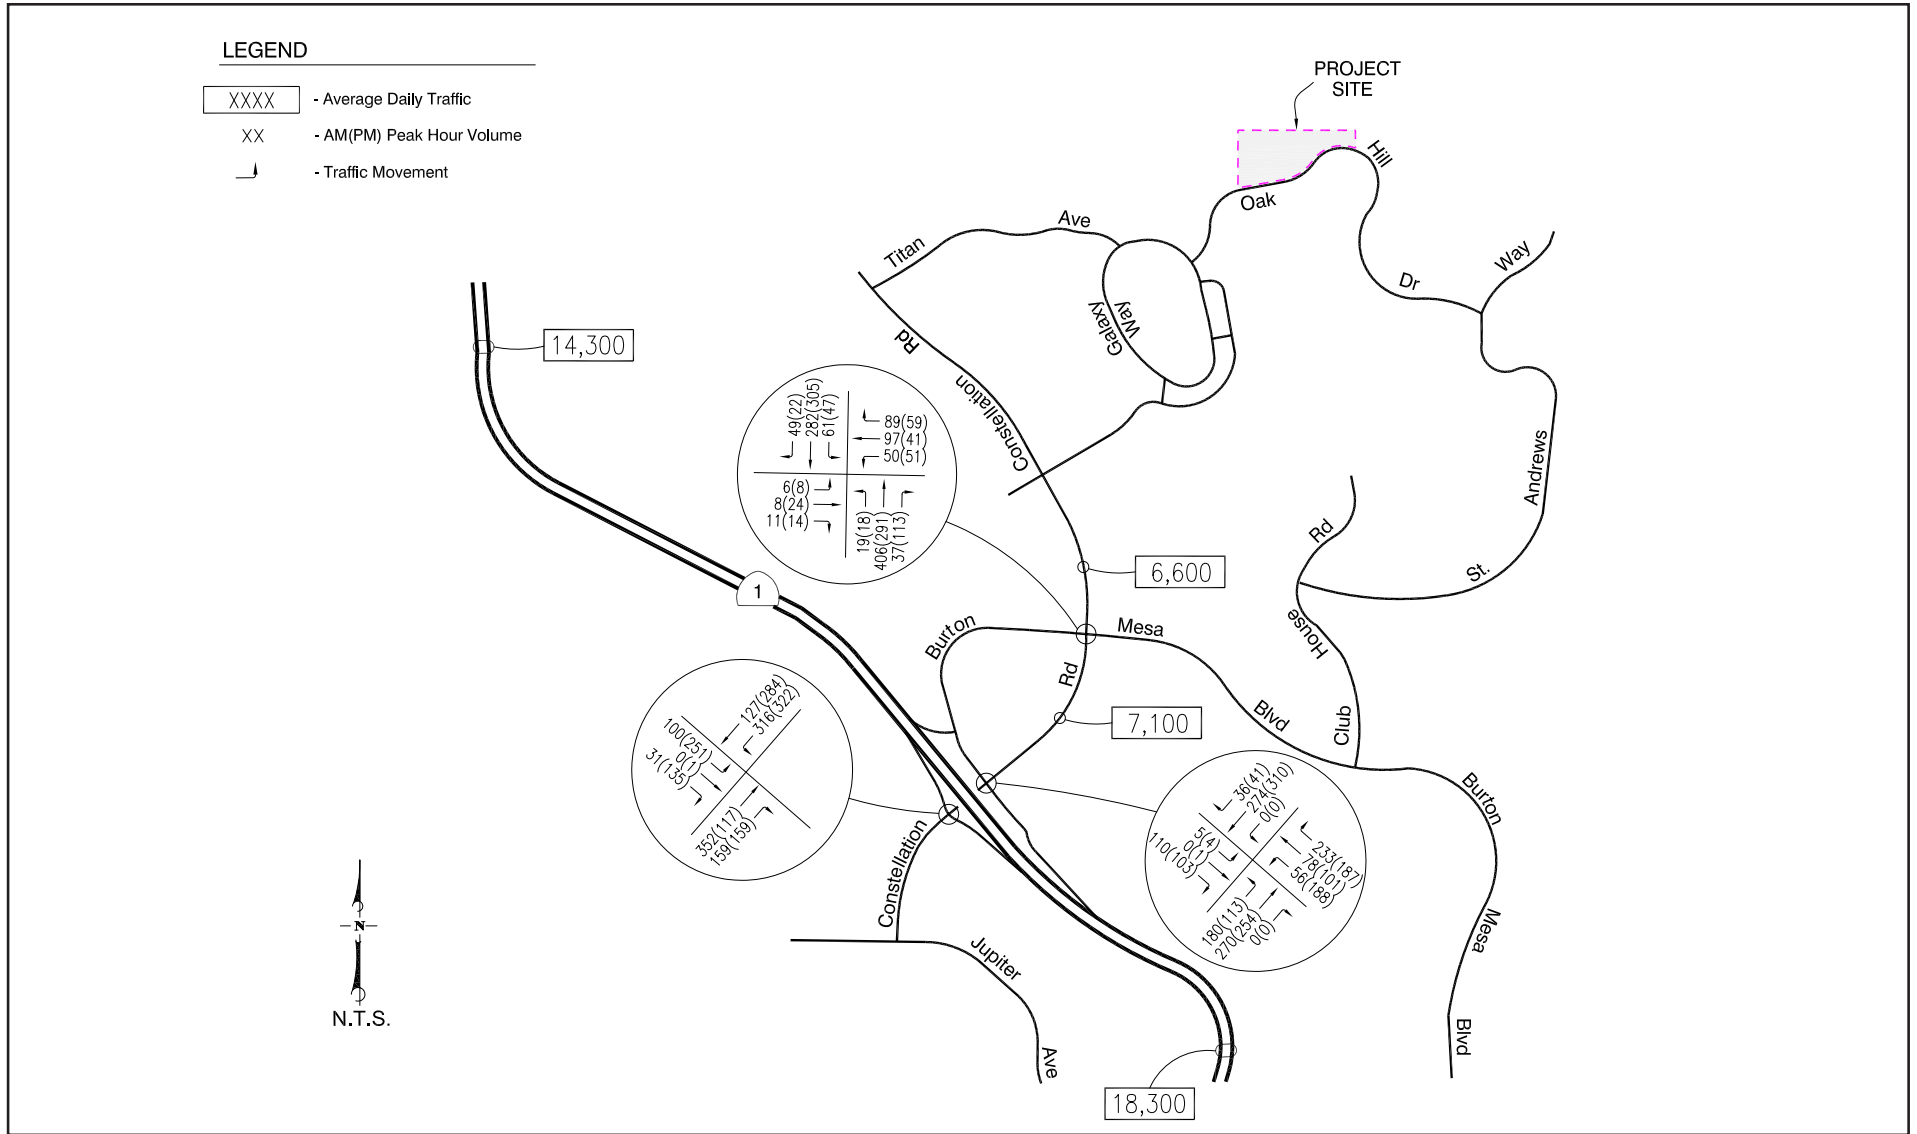 LEGEND
XXXX - Average Daily Traffic
XX - AM(PM) Peak Hour Volume
- Traffic Movement
PROJECT
SITE
Hill
Oak
Dr
Way
Titan
Ave
Galaxy
Way
Rd
Constellation
14,300
49(22)
282(305)
61(47)
89(59)
97(41)
50(51)
6(8)
8(24)
11(14)
19(18)
406(291)
37(113)
Andrews
St.
Rd
House
Club
6,600
1
Burton
Mesa
Rd
Blvd
7,100
Burton
Mesa
Blvd
127(284)
316(322)
100(251)
0(1)
31(135)
352(117)
159(159)
36(41)
274(310)
0(0)
233(187)
78(101)
56(188)
5(4)
0(1)
110(103)
180(113)
270(254
0(0)
Constellation
Jupiter
Ave
N
N.T.S.
18,300